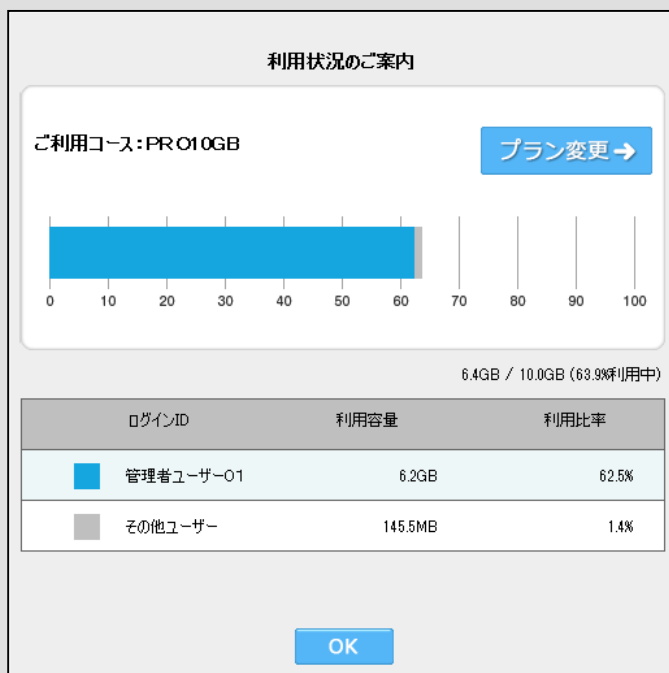 利用状況のご案内
ご利用コース:PRO10GB
プラン変更→
0 10 20 30 40 50 60 70 80 90 100
6.4GB / 10.0GB (63.9%利用中)
ログインID 利用容量 利用比率
管理者ユーザー01 6.2GB 62.5%
その他ユーザー 145.5MB 1.4%
OK